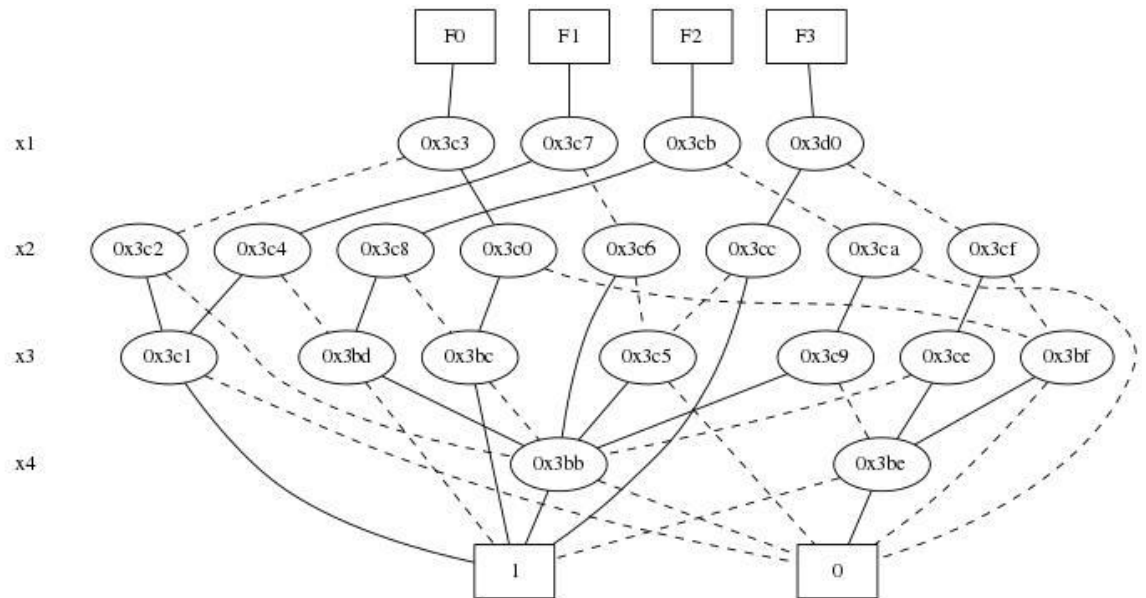 F0 F1 F2 F3
x1 0x3c3 0x3c7 0x3cb 0x3d0
x2 0x3c2 0x3c4 0x3c8 0x3c0 0x3c6 0x3cc 0x3ca 0x3cf
x3 0x3c1 0x3bd 0x3bc 0x3c5 0x3c9 0x3ce 0x3bf
x4 0x3bb 0x3be
1 0